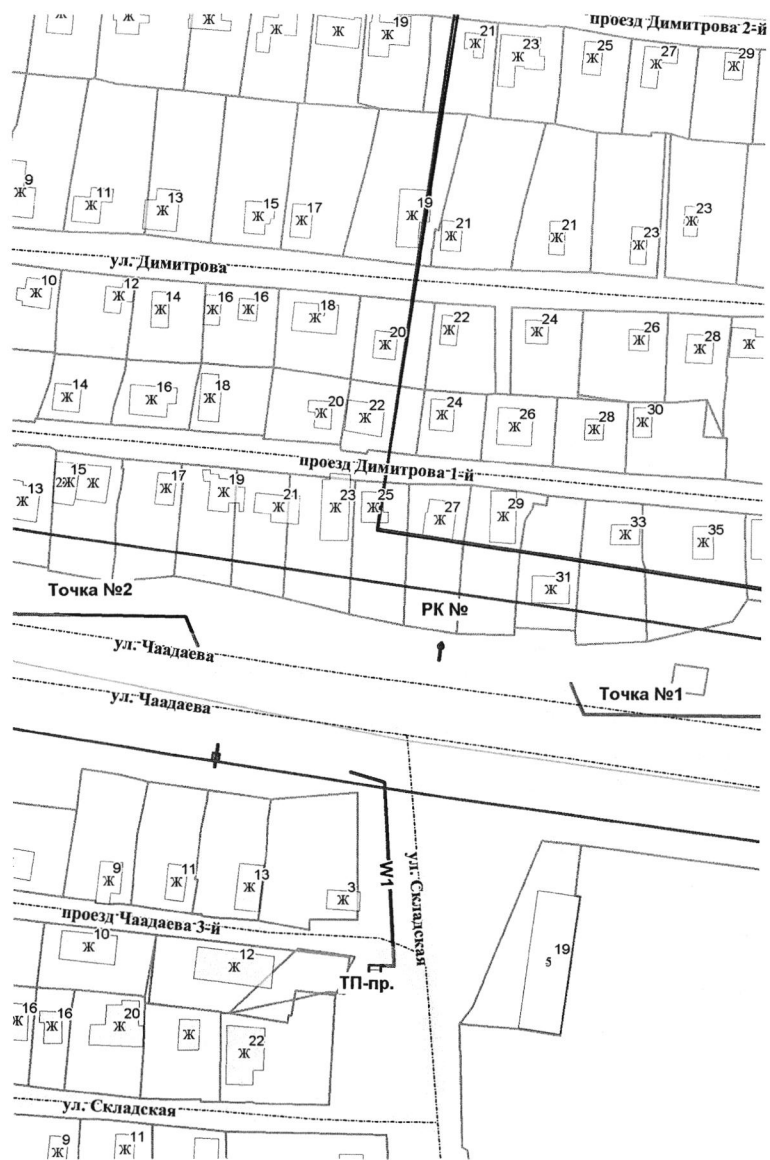 проезд Димитрова 2-й
Ж
Ж
Ж
Ж
Ж
19
Ж
21
Ж
23
Ж
25
Ж
27
Ж
29
Ж
9
Ж
11
Ж
13
Ж
15
Ж
17
Ж
19
Ж
21
Ж
21
Ж
23
Ж
23
Ж
ул. Димитрова
10
Ж
12
Ж
14
Ж
16
Ж
16
Ж
18
Ж
20
Ж
22
Ж
24
Ж
26
Ж
28
Ж
Ж
14
Ж
16
Ж
18
Ж
20
Ж
22
Ж
24
Ж
26
Ж
28
Ж
30
Ж
проезд Димитрова 1-й
13
Ж
15
2Ж
Ж
17
Ж
19
Ж
21
Ж
23
Ж
25
Ж
27
Ж
29
Ж
31
Ж
33
Ж
35
Ж
Точка №2
РК №
ул. Чаадаева
Точка №1
ул. Чаадаева
9
Ж
11
Ж
13
Ж
3
Ж
W1
ул. Складская
проезд Чаадаева 3-й
10
Ж
12
Ж
ТП-пр.
19
5
16
Ж
16
Ж
20
Ж
Ж
22
Ж
ул. Складская
9
Ж
11
Ж